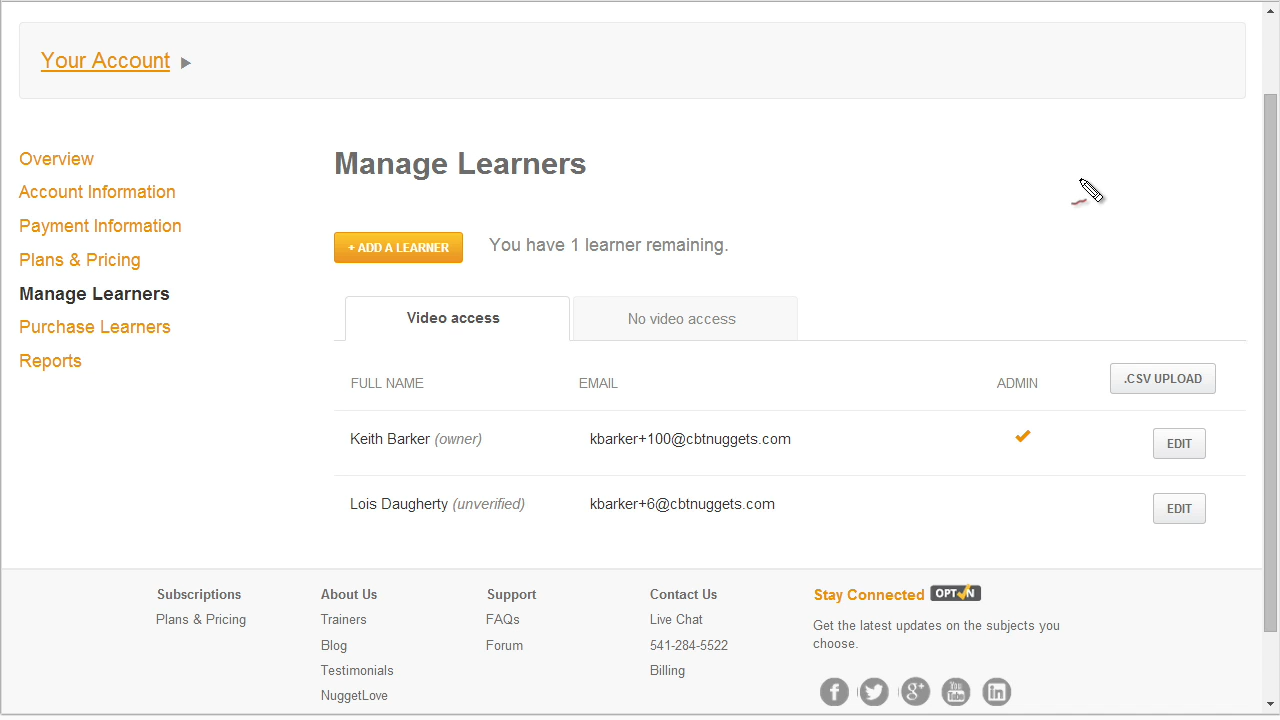 Your Account
Overview
Account Information
Payment Information
Plans & Pricing
Manage Learners
Purchase Learners
Reports
Manage Learners
+ ADD A LEARNER You have 1 learner remaining.
Video access No video access
FULL NAME EMAIL ADMIN .CSV UPLOAD
Keith Barker (owner) kbarker+100@cbtnuggets.com EDIT
Lois Daugherty (unverified) kbarker+6@cbtnuggets.com EDIT
Subscriptions
Plans & Pricing
About Us
Trainers
Blog
Testimonials
NuggetLove
Support
FAQs
Forum
Contact Us
Live Chat
541-284-5522
Billing
Stay Connected OPT IN
Get the latest updates on the subjects you
choose.
f g+ You Tube in